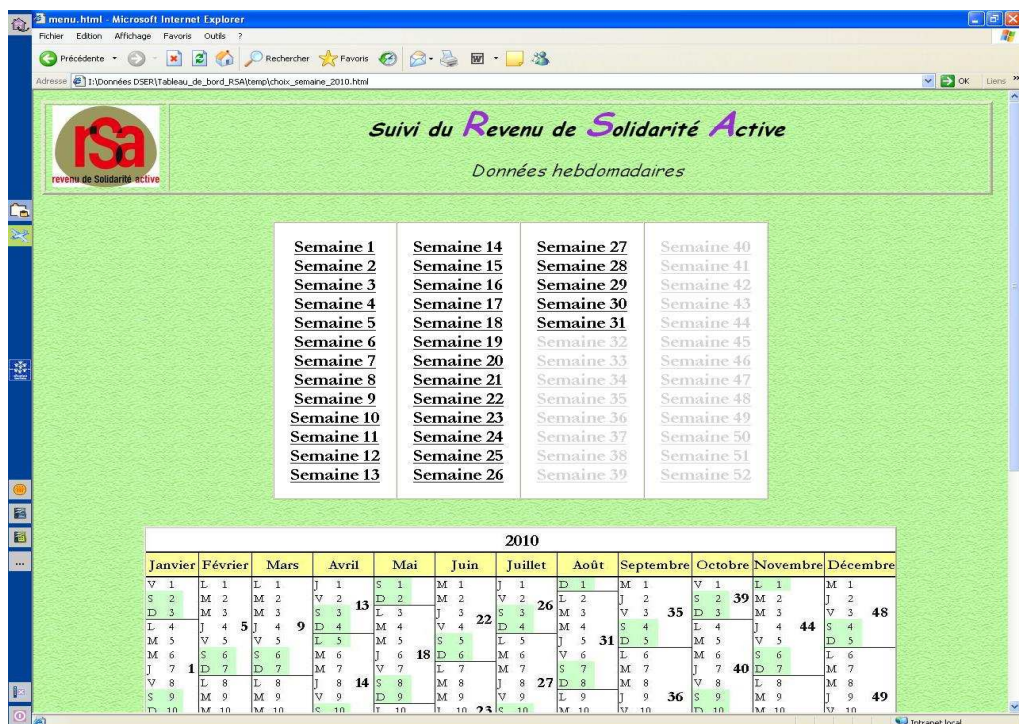 menu.html - Microsoft Internet Explorer
Fichier Edition Affichage Favoris Outils ?
Précédente Rechercher Favoris
Adresse I:\Données DSER\Tableau_de_bord_RSA\temp\choix_semaine_2010.html OK Liens »
rSa
revenu de Solidarité active
Suivi du Revenu de Solidarité Active
Données hebdomadaires
Semaine 1 Semaine 14 Semaine 27 Semaine 40
Semaine 2 Semaine 15 Semaine 28 Semaine 41
Semaine 3 Semaine 16 Semaine 29 Semaine 42
Semaine 4 Semaine 17 Semaine 30 Semaine 43
Semaine 5 Semaine 18 Semaine 31 Semaine 44
Semaine 6 Semaine 19 Semaine 32 Semaine 45
Semaine 7 Semaine 20 Semaine 33 Semaine 46
Semaine 8 Semaine 21 Semaine 34 Semaine 47
Semaine 9 Semaine 22 Semaine 35 Semaine 48
Semaine 10 Semaine 23 Semaine 36 Semaine 49
Semaine 11 Semaine 24 Semaine 37 Semaine 50
Semaine 12 Semaine 25 Semaine 38 Semaine 51
Semaine 13 Semaine 26 Semaine 39 Semaine 52
2010
Janvier Février Mars Avril Mai Juin Juillet Août Septembre Octobre Novembre Décembre
V 1 L 1 L 1 J 1 S 1 M 1 J 1 D 1 M 1 V 1 L 1 M 1
S 2 M 2 M 2 V 2 13 D 2 M 2 V 2 26 L 2 J 2 S 2 39 M 2 J 2
D 3 M 3 M 3 S 3 L 3 J 3 22 S 3 M 3 V 3 35 D 3 M 3 V 3 48
L 4 J 4 5 J 4 9 D 4 M 4 V 4 D 4 M 4 S 4 L 4 J 4 44 S 4
M 5 V 5 V 5 L 5 M 5 S 5 L 5 J 5 31 D 5 M 5 V 5 D 5
M 6 S 6 S 6 M 6 J 6 18 D 6 M 6 V 6 L 6 M 6 S 6 L 6
J 7 1 D 7 D 7 M 7 V 7 L 7 M 7 S 7 M 7 J 7 40 D 7 M 7
V 8 L 8 L 8 J 8 14 S 8 M 8 J 8 27 D 8 M 8 V 8 L 8 M 8
S 9 M 9 M 9 V 9 D 9 M 9 V 9 L 9 J 9 36 S 9 M 9 J 9 49
D 10 M 10 M 10 S 10 L 10 J 10 23 S 10 M 10 V 10 D 10 M 10 V 10
Intranet local